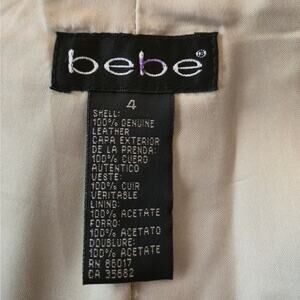 bebe®
4
SHELL:
100% GENUINE
LEATHER
CAPA EXTERIOR
DE LA PRENDA:
100% CUERO
AUTENTICO
VESTE:
100% CUIR
VERITABLE
LINING:
100% ACETATE
FORRO:
100% ACETATO
DOUBLURE:
100% ACETATE
RN 86017
CA 35662